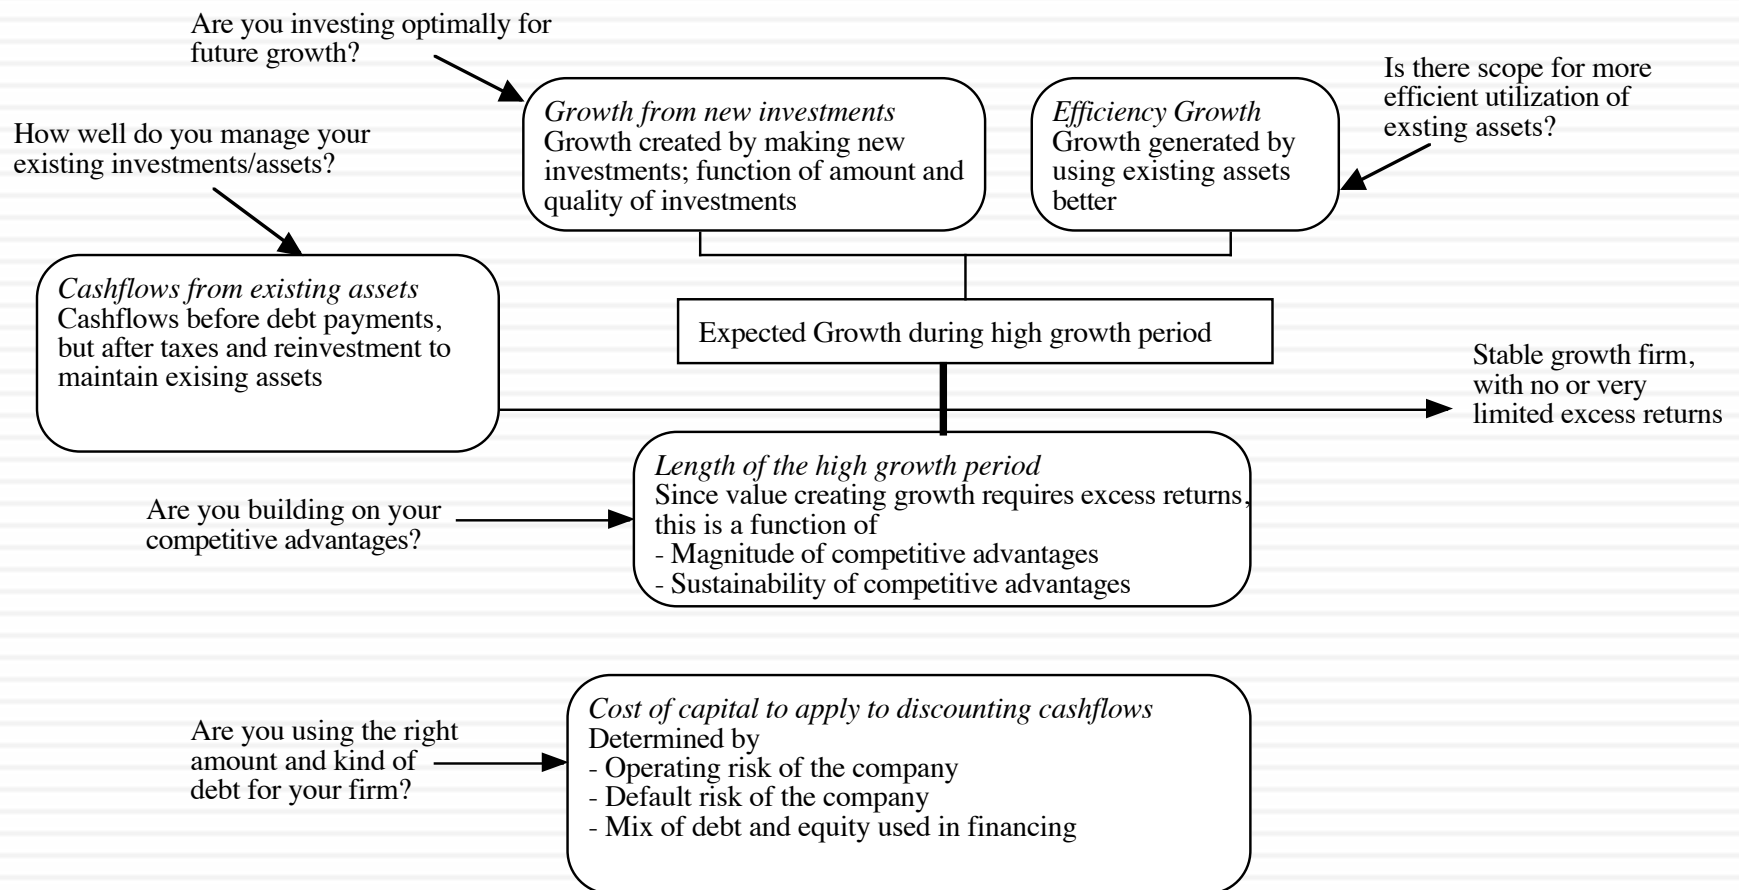 Are you investing optimally for
future growth?
Is there scope for more
efficient utilization of
exsting assets?
Growth from new investments
Growth created by making new
investments; function of amount and
quality of investments
Efficiency Growth
Growth generated by
using existing assets
better
How well do you manage your
existing investments/assets?
Cashflows from existing assets
Cashflows before debt payments,
but after taxes and reinvestment to
maintain exising assets
Expected Growth during high growth period
Stable growth firm,
with no or very
limited excess returns
Length of the high growth period
Since value creating growth requires excess returns,
this is a function of
- Magnitude of competitive advantages
- Sustainability of competitive advantages
Are you building on your
competitive advantages?
Cost of capital to apply to discounting cashflows
Determined by
- Operating risk of the company
- Default risk of the company
- Mix of debt and equity used in financing
Are you using the right
amount and kind of
debt for your firm?